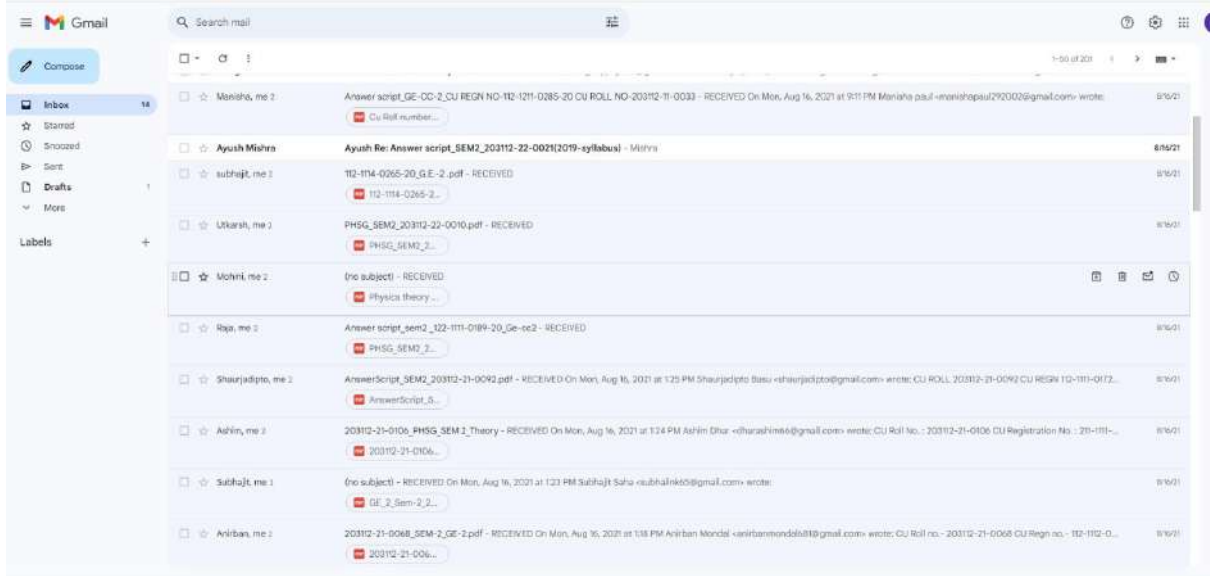 Gmail
Search mail
Compose
1-50 of 201
Inbox 14
Starred
Snoozed
Sent
Drafts 1
More
Labels
Manisha, me 2 Answer script_GE-CC-2_CU REGN NO-112-1211-0285-20 CU ROLL NO-203112-11-0033 - RECEIVED On Mon, Aug 16, 2021 at 9:11 PM Manisha paul <manishapaul292002@gmail.com> wrote: 8/16/21
Cu Roll number...
Ayush Mishra Ayush Re: Answer script_SEM2_203112-22-0021(2019-syllabus) - Mishra 8/16/21
subhajit, me 2 112-1114-0265-20_G.E.-2 .pdf - RECEIVED 8/16/21
112-1114-0265-2...
Utkarsh, me 2 PHSG_SEM2_203112-22-0010.pdf - RECEIVED 8/16/21
PHSG_SEM2_2...
Mohini, me 2 (no subject) - RECEIVED
Physics theory ...
Raja, me 2 Answer script_sem2 _122-1111-0189-20_Ge-cc2 - RECEIVED 8/16/21
PHSG_SEM2_2...
Shaurjadipto, me 2 AnswerScript_SEM2_203112-21-0092.pdf - RECEIVED On Mon, Aug 16, 2021 at 1:25 PM Shaurjadipto Basu <shaurjadipto@gmail.com> wrote: CU ROLL 203112-21-0092 CU REGN 112-1111-0172... 8/16/21
AnswerScript_S...
Ashim, me 2 203112-21-0106_PHSG_SEM 2_Theory - RECEIVED On Mon, Aug 16, 2021 at 1:24 PM Ashim Dhar <dharashim66@gmail.com> wrote: CU Roll No. : 203112-21-0106 CU Registration No. : 211-1111-... 8/16/21
203112-21-0106...
Subhajit, me 2 (no subject) - RECEIVED On Mon, Aug 16, 2021 at 1:23 PM Subhajit Saha wrote: 8/16/21
GE_2_Sem-2_2...
Anirban, me 2 203112-21-0068_SEM-2_GE-2.pdf - RECEIVED On Mon, Aug 16, 2021 at 1:18 PM Anirban Mondal wrote: CU Roll no.- 203112-21-0068 CU Regn no.- 112-1112-0... 8/16/21
203112-21-006...